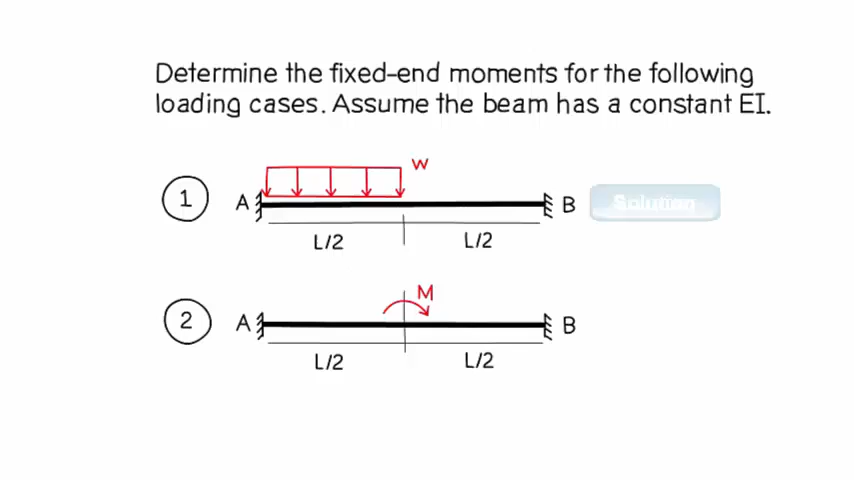 Determine the fixed-end moments for the following
loading cases. Assume the beam has a constant EI.
w
1 A B Solution
L/2 L/2
M
2 A B
L/2 L/2